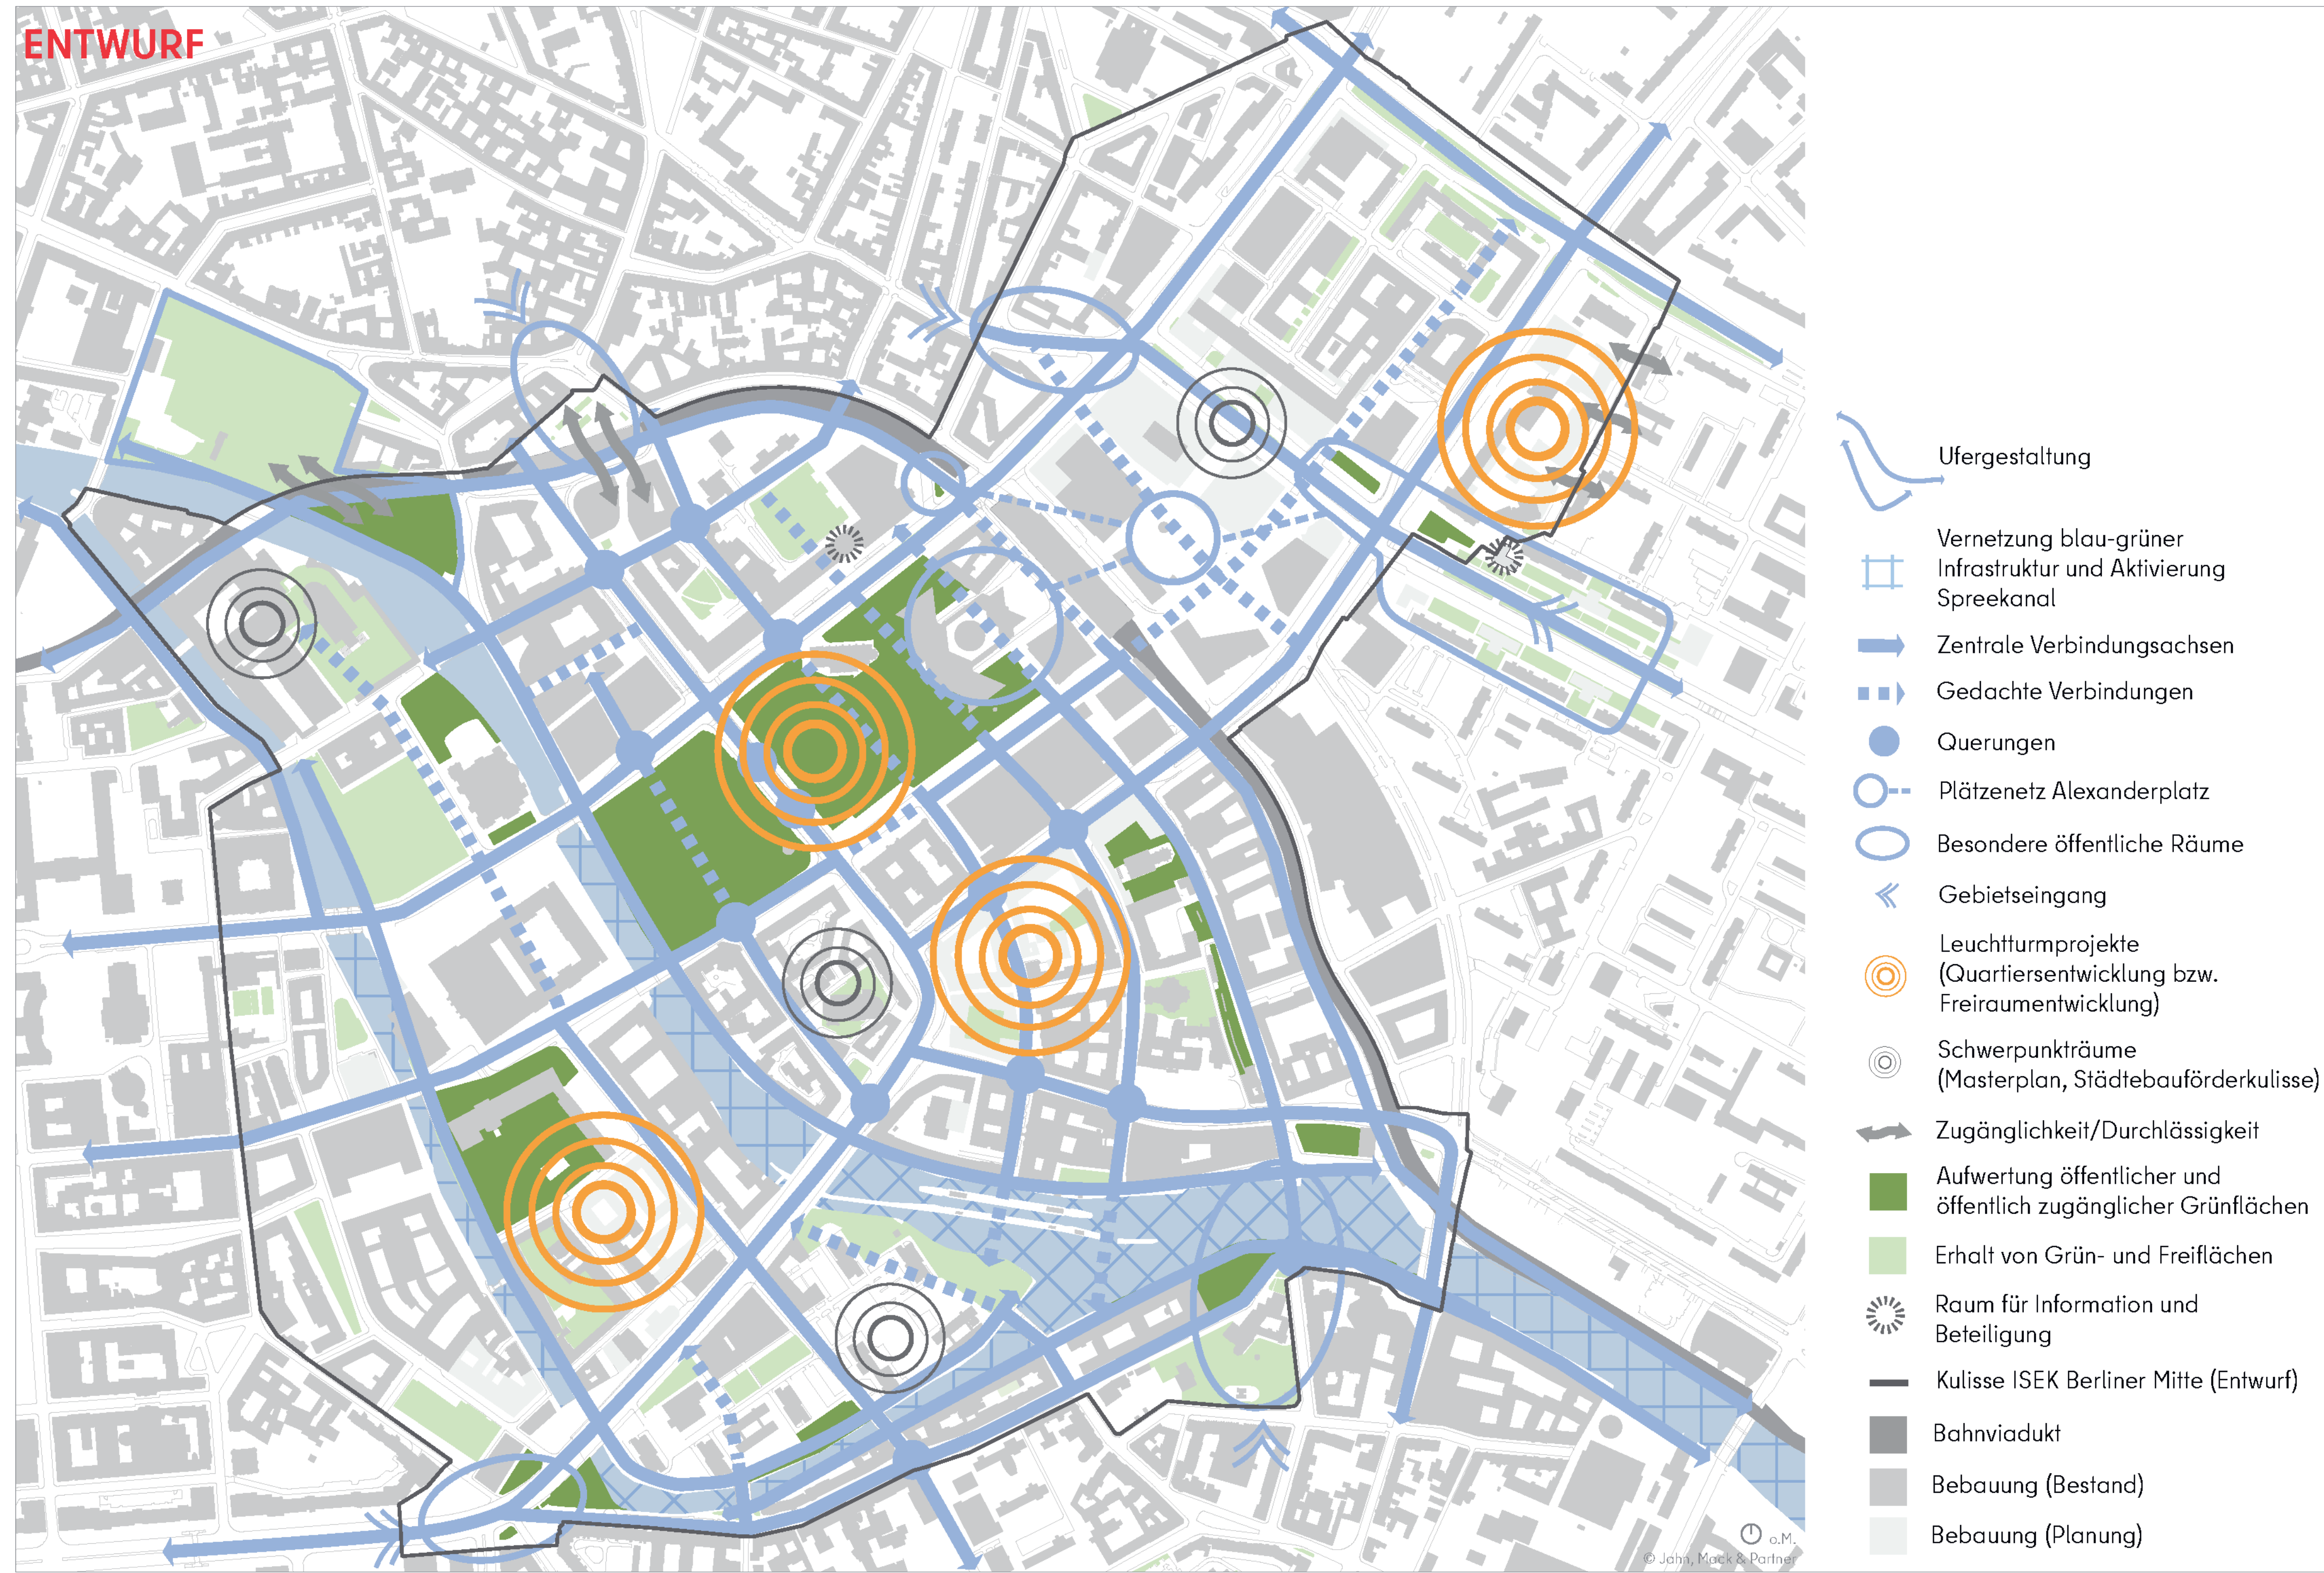 ENTWURF
Ufergestaltung
Vernetzung blau-grüner
Infrastruktur und Aktivierung
Spreekanal
Zentrale Verbindungsachsen
Gedachte Verbindungen
Querungen
Plätzenetz Alexanderplatz
Besondere öffentliche Räume
Gebietseingang
Leuchtturmprojekte
(Quartiersentwicklung bzw.
Freiraumentwicklung)
Schwerpunkträume
(Masterplan, Städtebauförderkulisse)
Zugänglichkeit/Durchlässigkeit
Aufwertung öffentlicher und
öffentlich zugänglicher Grünflächen
Erhalt von Grün- und Freiflächen
Raum für Information und
Beteiligung
Kulisse ISEK Berliner Mitte (Entwurf)
Bahnviadukt
Bebauung (Bestand)
Bebauung (Planung)
o.M.
© Jahn, Mack & Partner